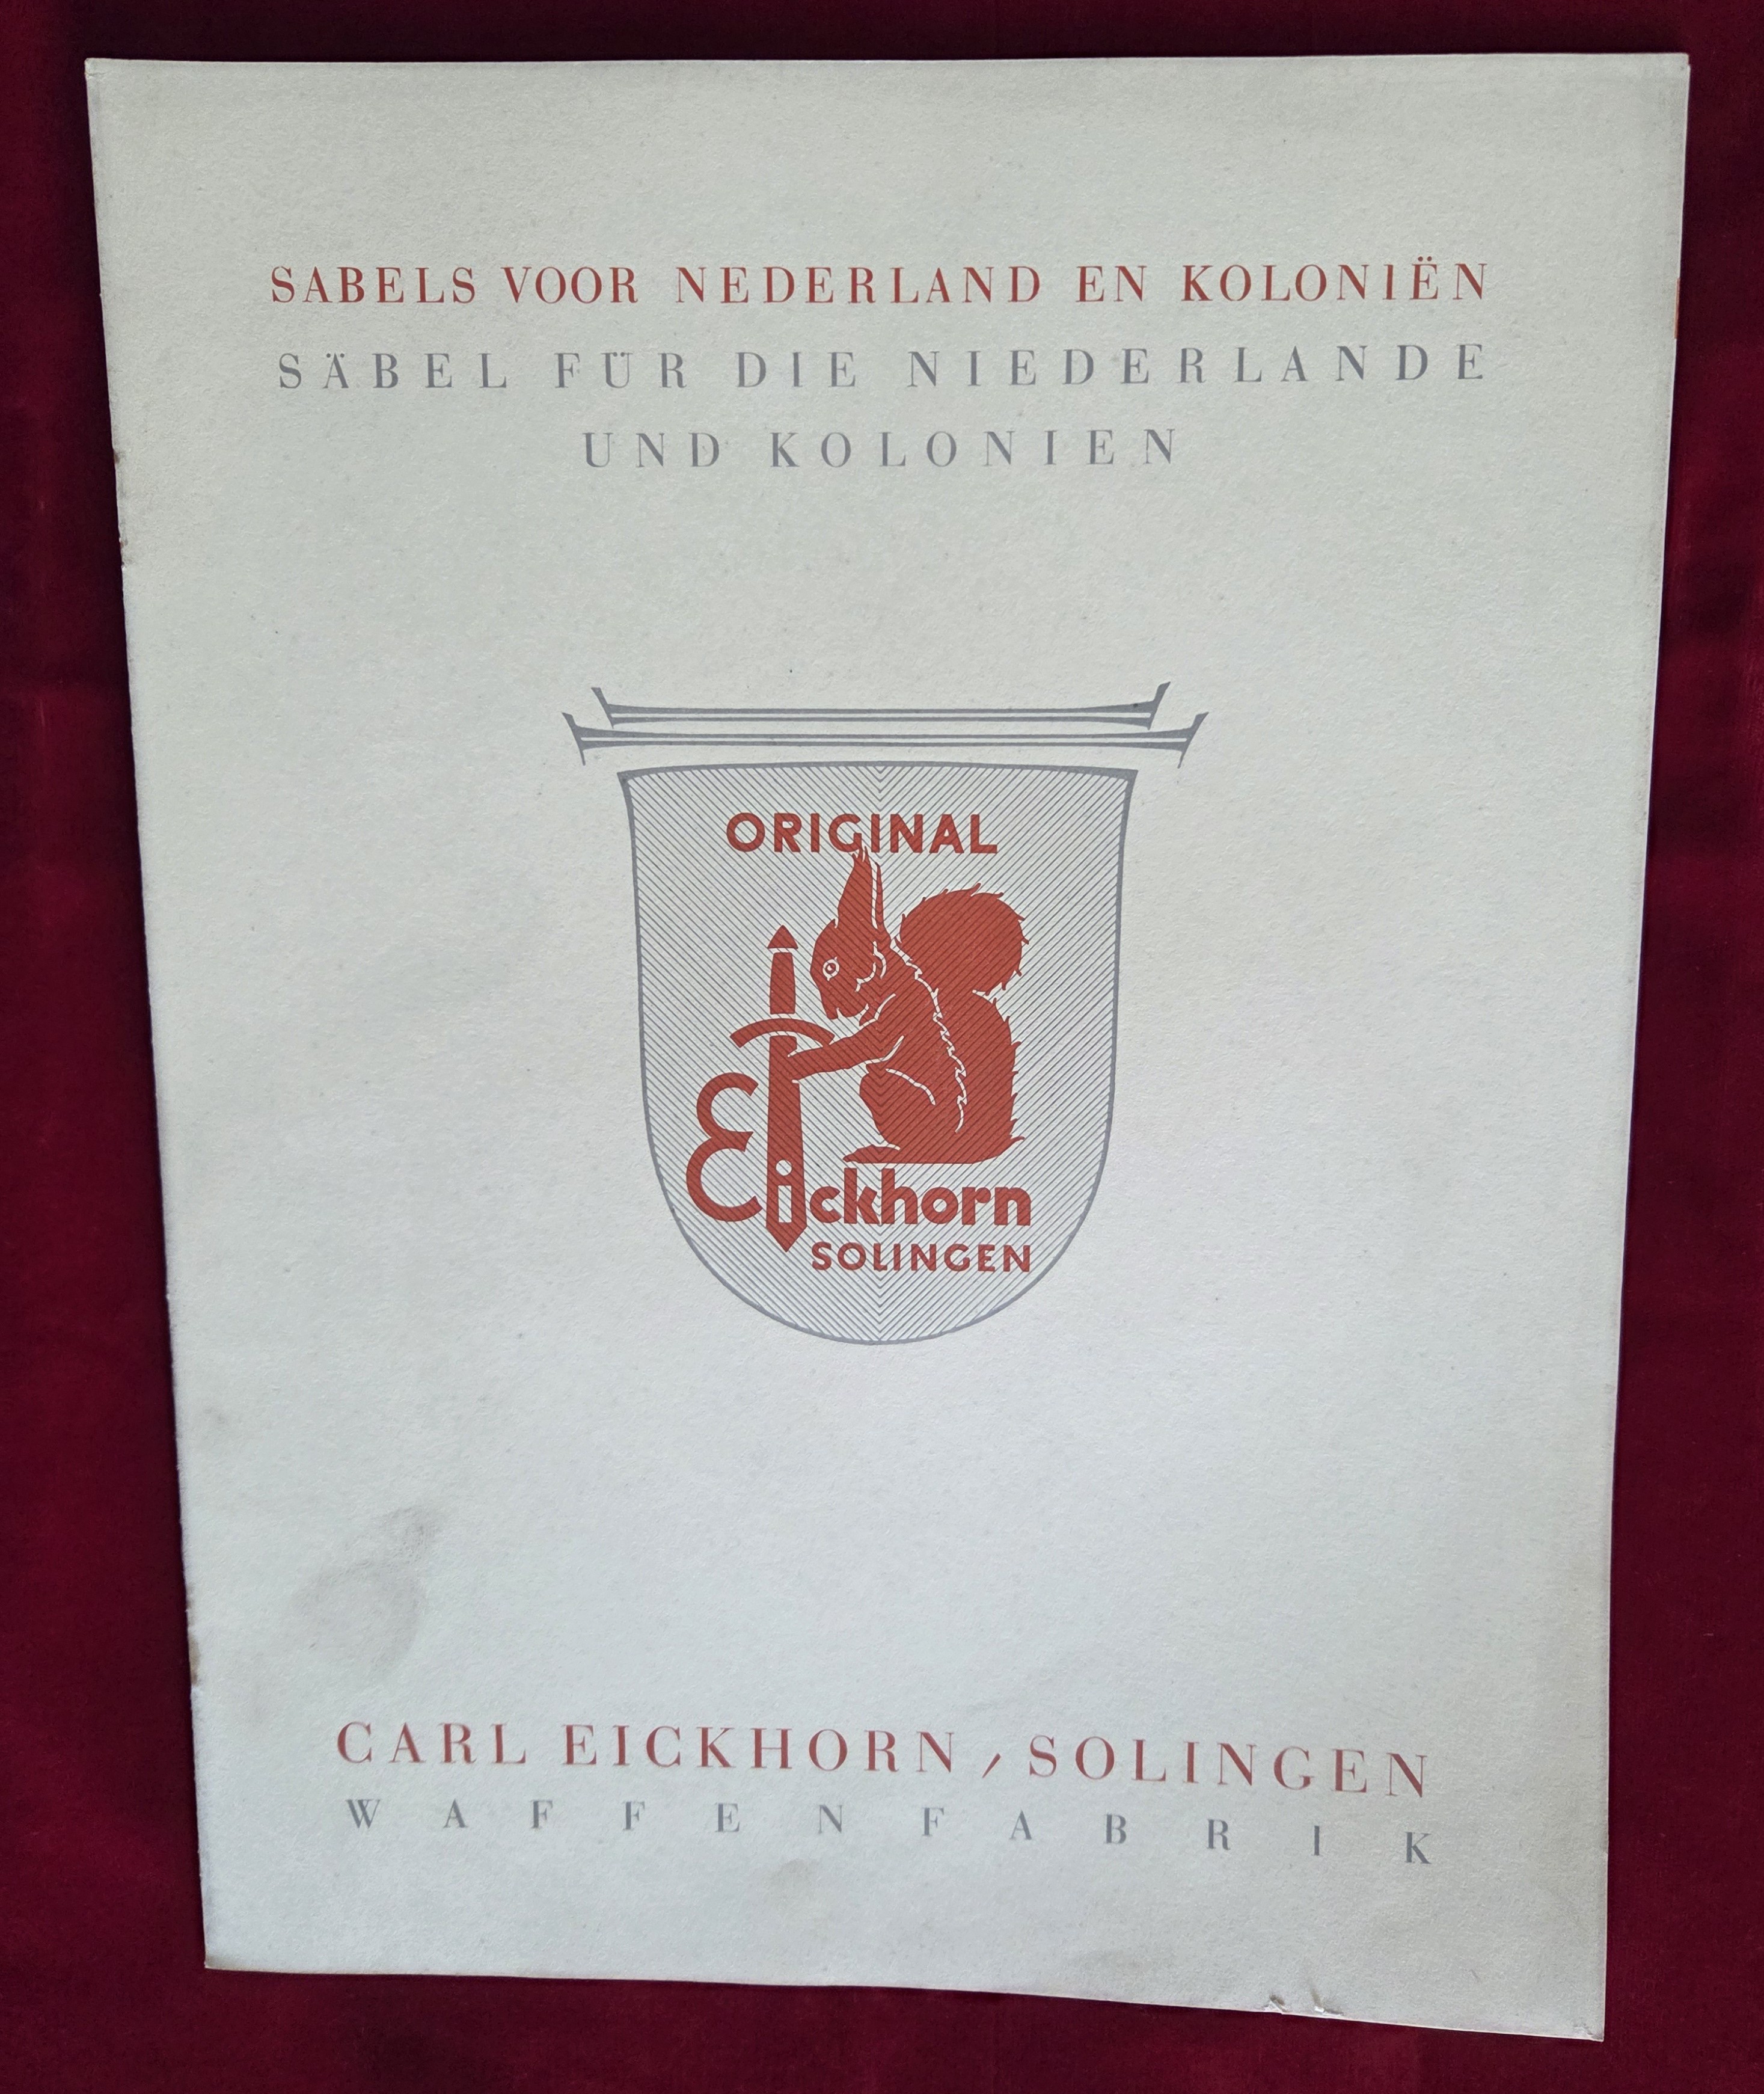 SABELS VOOR NEDERLAND EN KOLONIËN
SÄBEL FÜR DIE NIEDERLANDE
UND KOLONIEN
ORIGINAL
Eickhorn
SOLINGEN
CARL EICKHORN / SOLINGEN
WAFFENFABRIK